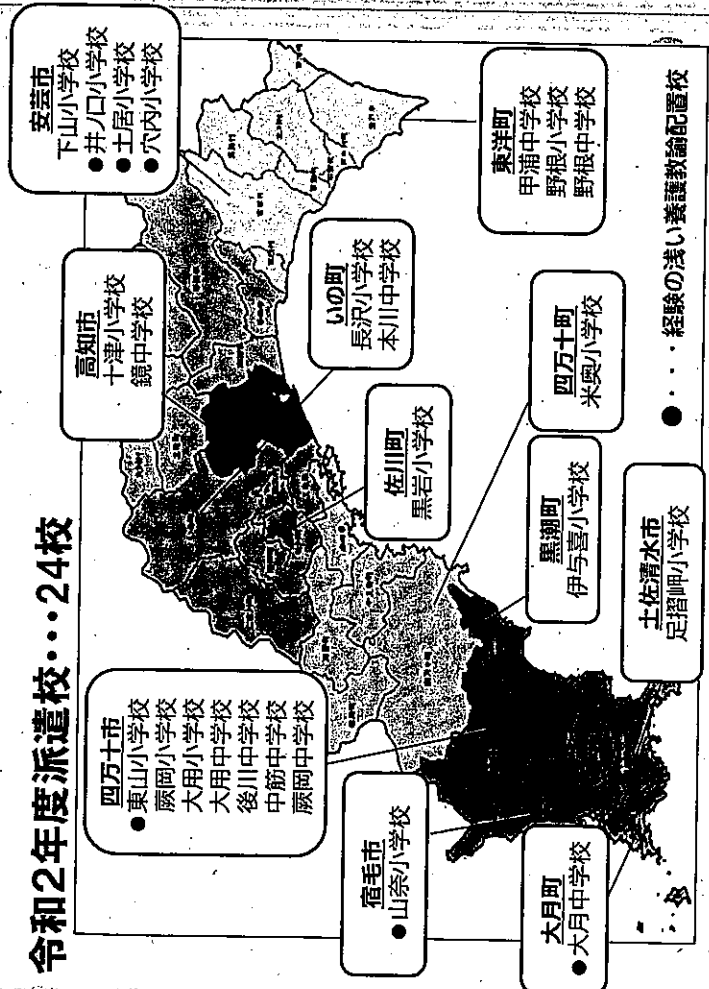 令和2年度派遣校・・・24校
安芸市
下山小学校
●井ノ口小学校
●土居小学校
●穴内小学校
高知市
十津小学校
鏡中学校
いの町
長沢小学校
本川中学校
東洋町
甲浦中学校
野根小学校
野根中学校
佐川町
黒岩小学校
四万十町
米奥小学校
四万十市
●東山小学校
蕨岡小学校
大用小学校
大用中学校
後川中学校
中筋中学校
蕨岡中学校
黒潮町
伊与喜小学校
宿毛市
●山奈小学校
土佐清水市
足摺岬小学校
大月町
●大月中学校
●・・・経験の浅い養護教諭配置校